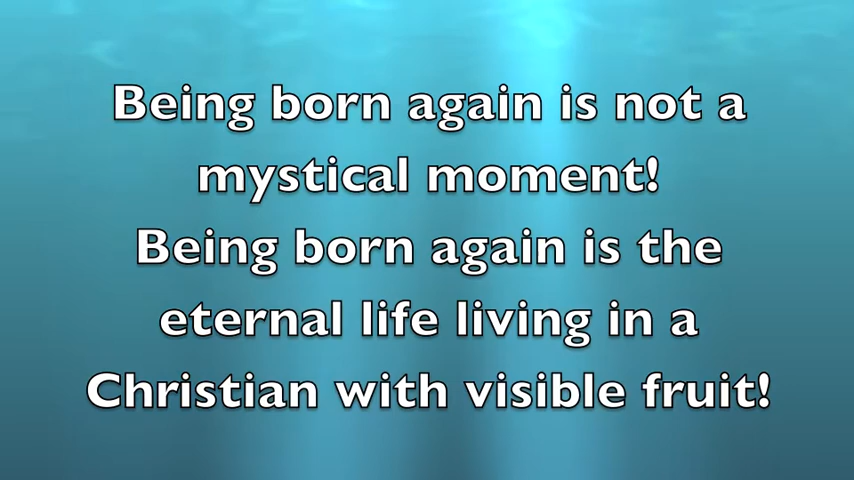 Being born again is not a
mystical moment!
Being born again is the
eternal life living in a
Christian with visible fruit!